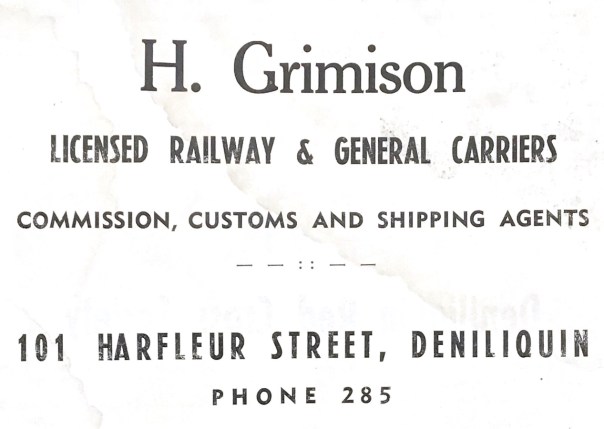 H. Grimison
LICENSED RAILWAY & GENERAL CARRIERS
COMMISSION, CUSTOMS AND SHIPPING AGENTS
— — :: — —
101 HARFLEUR STREET, DENILIQUIN
PHONE 285